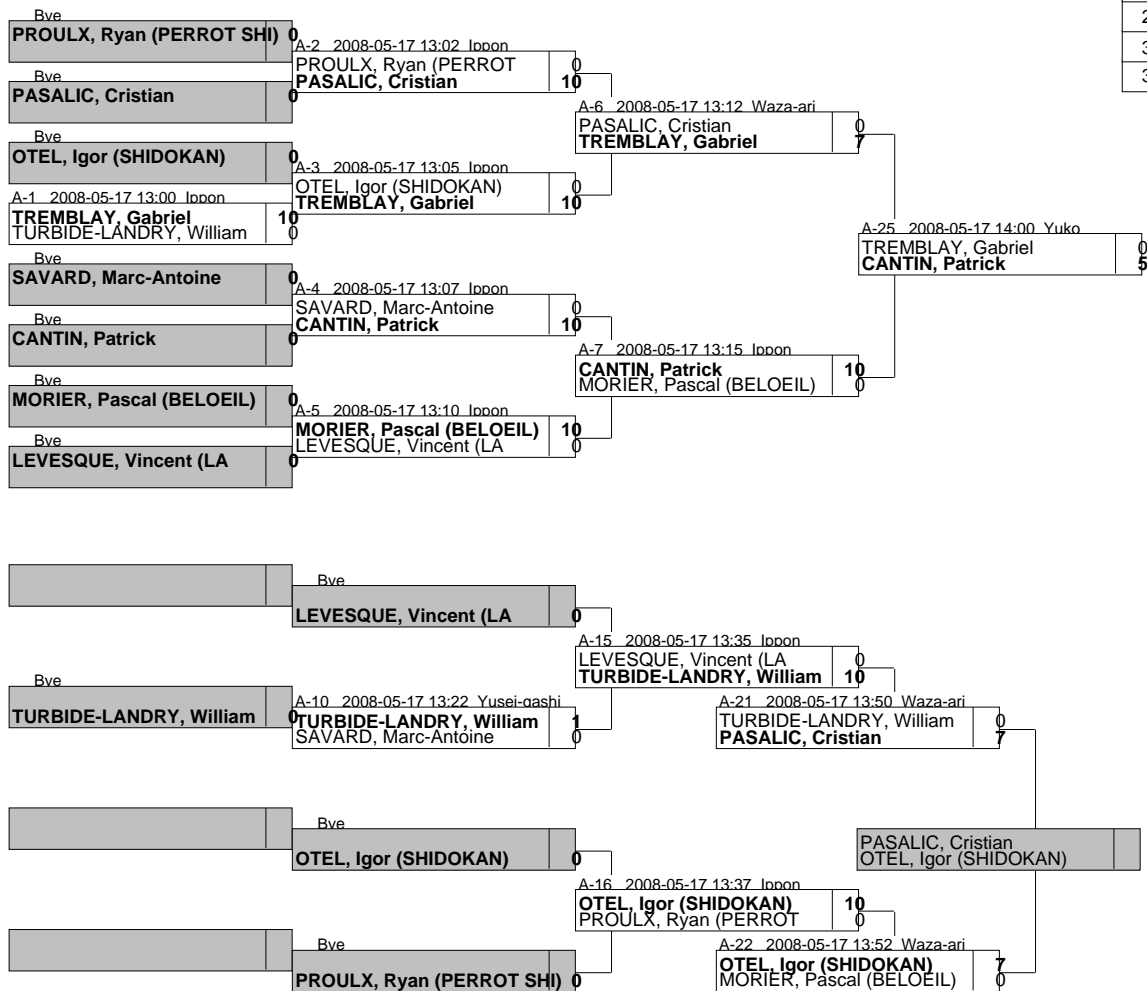 Bye
PROULX, Ryan (PERROT SHI) 0
Bye
PASALIC, Cristian 0
Bye
OTEL, Igor (SHIDOKAN) 0
A-1 2008-05-17 13:00 Ippon
TREMBLAY, Gabriel 10
TURBIDE-LANDRY, William 0
Bye
SAVARD, Marc-Antoine 0
Bye
CANTIN, Patrick 0
Bye
MORIER, Pascal (BELOEIL) 0
Bye
LEVESQUE, Vincent (LA 0
A-2 2008-05-17 13:02 Ippon
PROULX, Ryan (PERROT 0
PASALIC, Cristian 10
A-3 2008-05-17 13:05 Ippon
OTEL, Igor (SHIDOKAN) 0
TREMBLAY, Gabriel 10
A-4 2008-05-17 13:07 Ippon
SAVARD, Marc-Antoine 0
CANTIN, Patrick 10
A-5 2008-05-17 13:10 Ippon
MORIER, Pascal (BELOEIL) 10
LEVESQUE, Vincent (LA 0
A-6 2008-05-17 13:12 Waza-ari
PASALIC, Cristian 0
TREMBLAY, Gabriel 7
A-7 2008-05-17 13:15 Ippon
CANTIN, Patrick 10
MORIER, Pascal (BELOEIL) 0
A-25 2008-05-17 14:00 Yuko
TREMBLAY, Gabriel 0
CANTIN, Patrick 5
2
3
3
Bye
TURBIDE-LANDRY, William 0
Bye
LEVESQUE, Vincent (LA 0
A-10 2008-05-17 13:22 Yusei-gashi
TURBIDE-LANDRY, William 1
SAVARD, Marc-Antoine 0
Bye
OTEL, Igor (SHIDOKAN) 0
Bye
PROULX, Ryan (PERROT SHI) 0
A-15 2008-05-17 13:35 Ippon
LEVESQUE, Vincent (LA 0
TURBIDE-LANDRY, William 10
A-16 2008-05-17 13:37 Ippon
OTEL, Igor (SHIDOKAN) 10
PROULX, Ryan (PERROT 0
A-21 2008-05-17 13:50 Waza-ari
TURBIDE-LANDRY, William 0
PASALIC, Cristian 7
A-22 2008-05-17 13:52 Waza-ari
OTEL, Igor (SHIDOKAN) 7
MORIER, Pascal (BELOEIL) 0
PASALIC, Cristian
OTEL, Igor (SHIDOKAN)